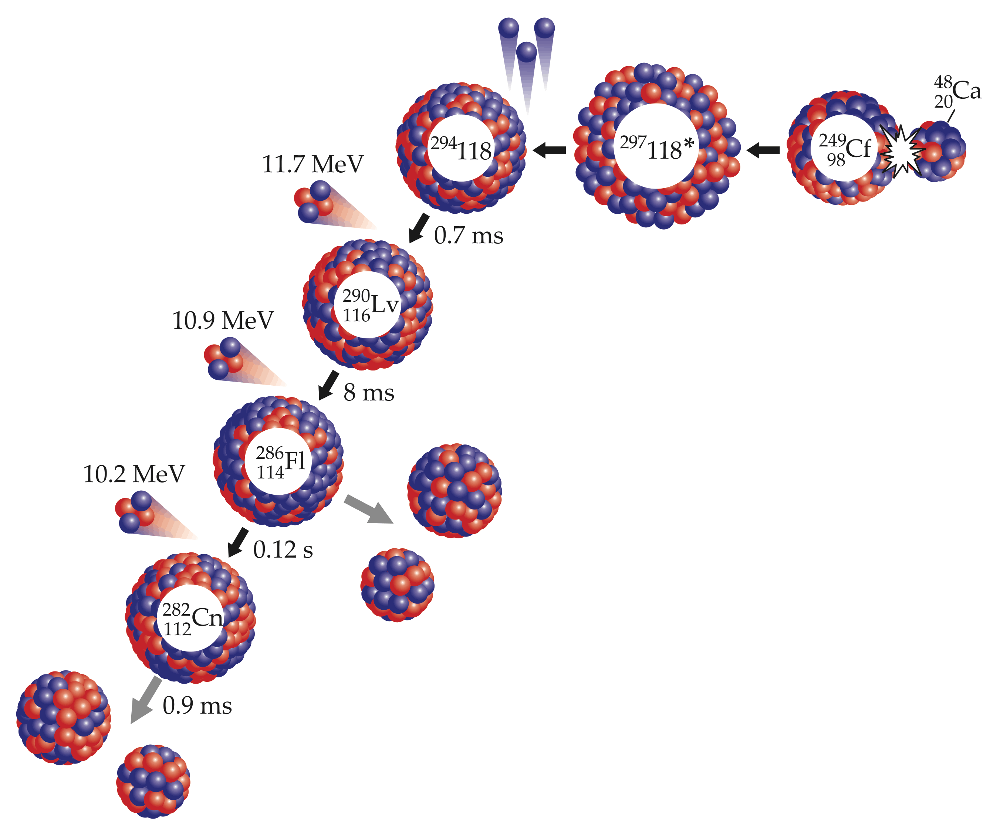 48
20Ca
249
98Cf
297118*
294118
11.7 MeV
0.7 ms
290
116Lv
10.9 MeV
8 ms
286
114Fl
10.2 MeV
0.12 s
282
112Cn
0.9 ms